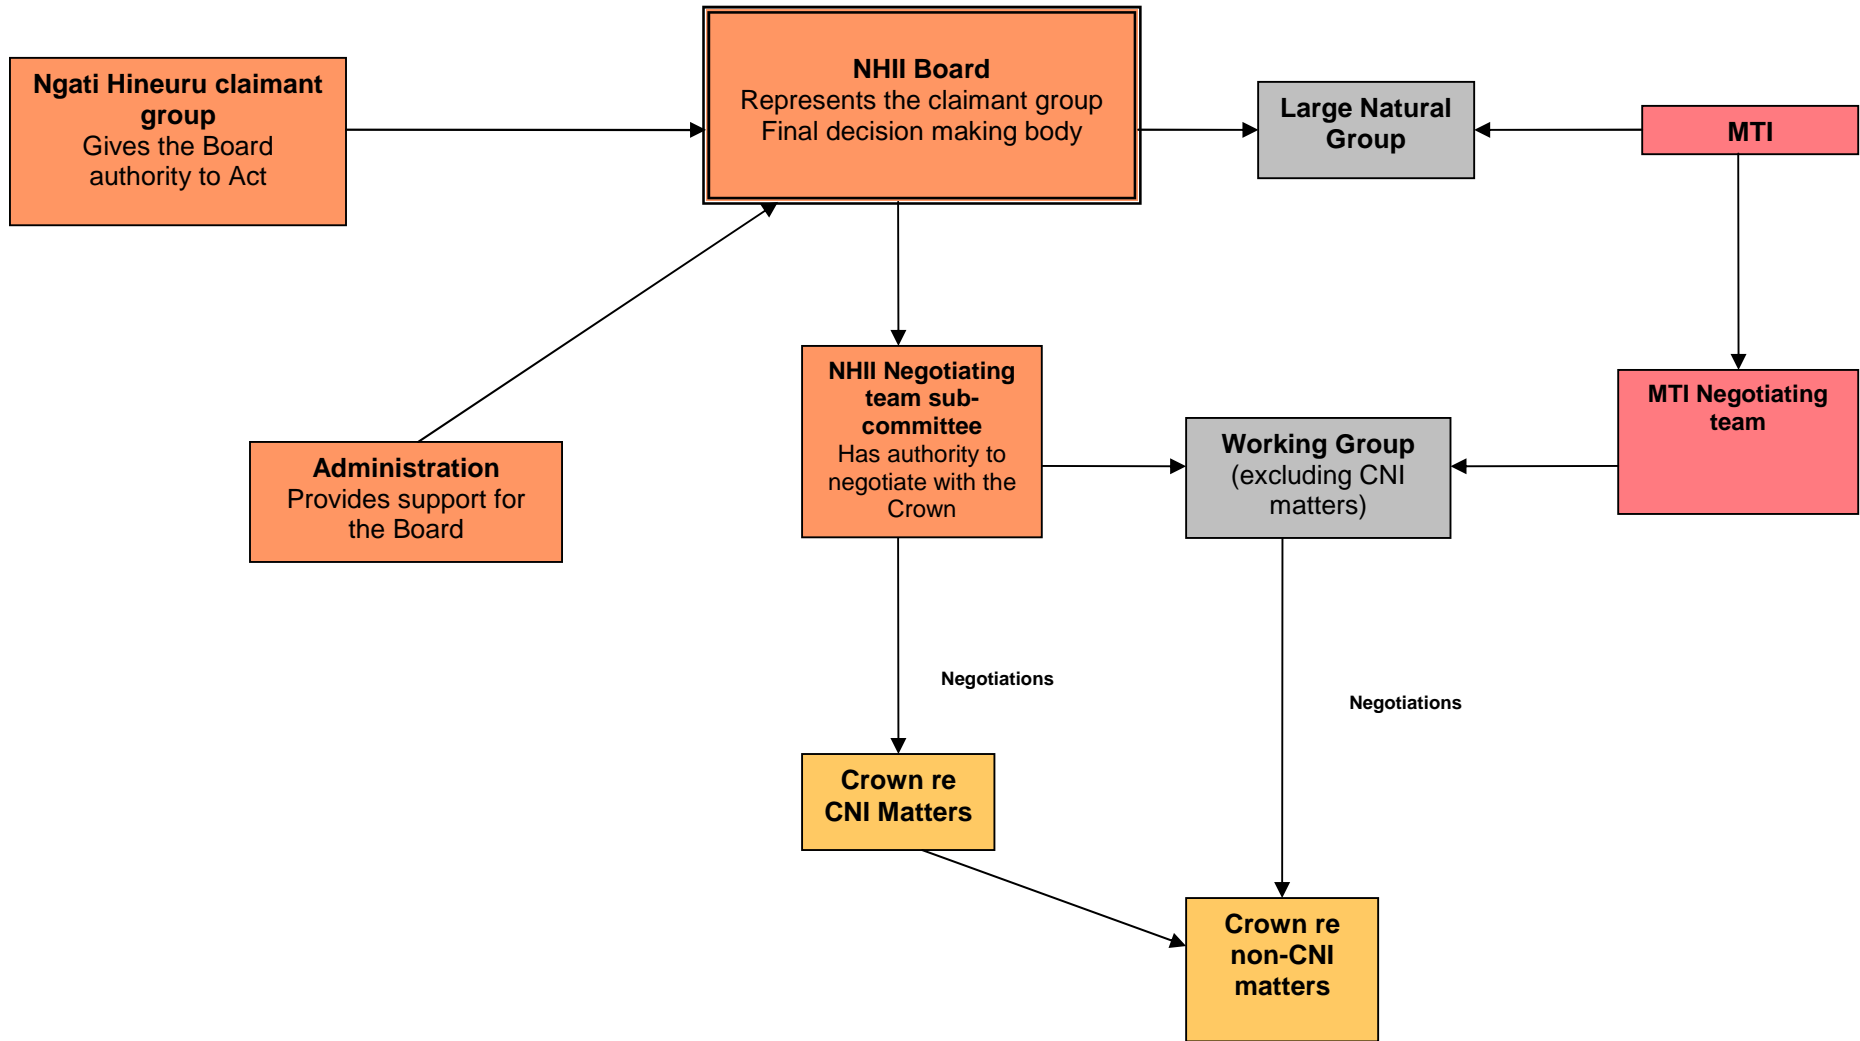 Ngati Hineuru claimant
group
Gives the Board
authority to Act
NHII Board
Represents the claimant group
Final decision making body
Large Natural
Group
MTI
Administration
Provides support for
the Board
NHII Negotiating
team sub-
committee
Has authority to
negotiate with the
Crown
Working Group
(excluding CNI
matters)
MTI Negotiating
team
Negotiations
Negotiations
Crown re
CNI Matters
Crown re
non-CNI
matters